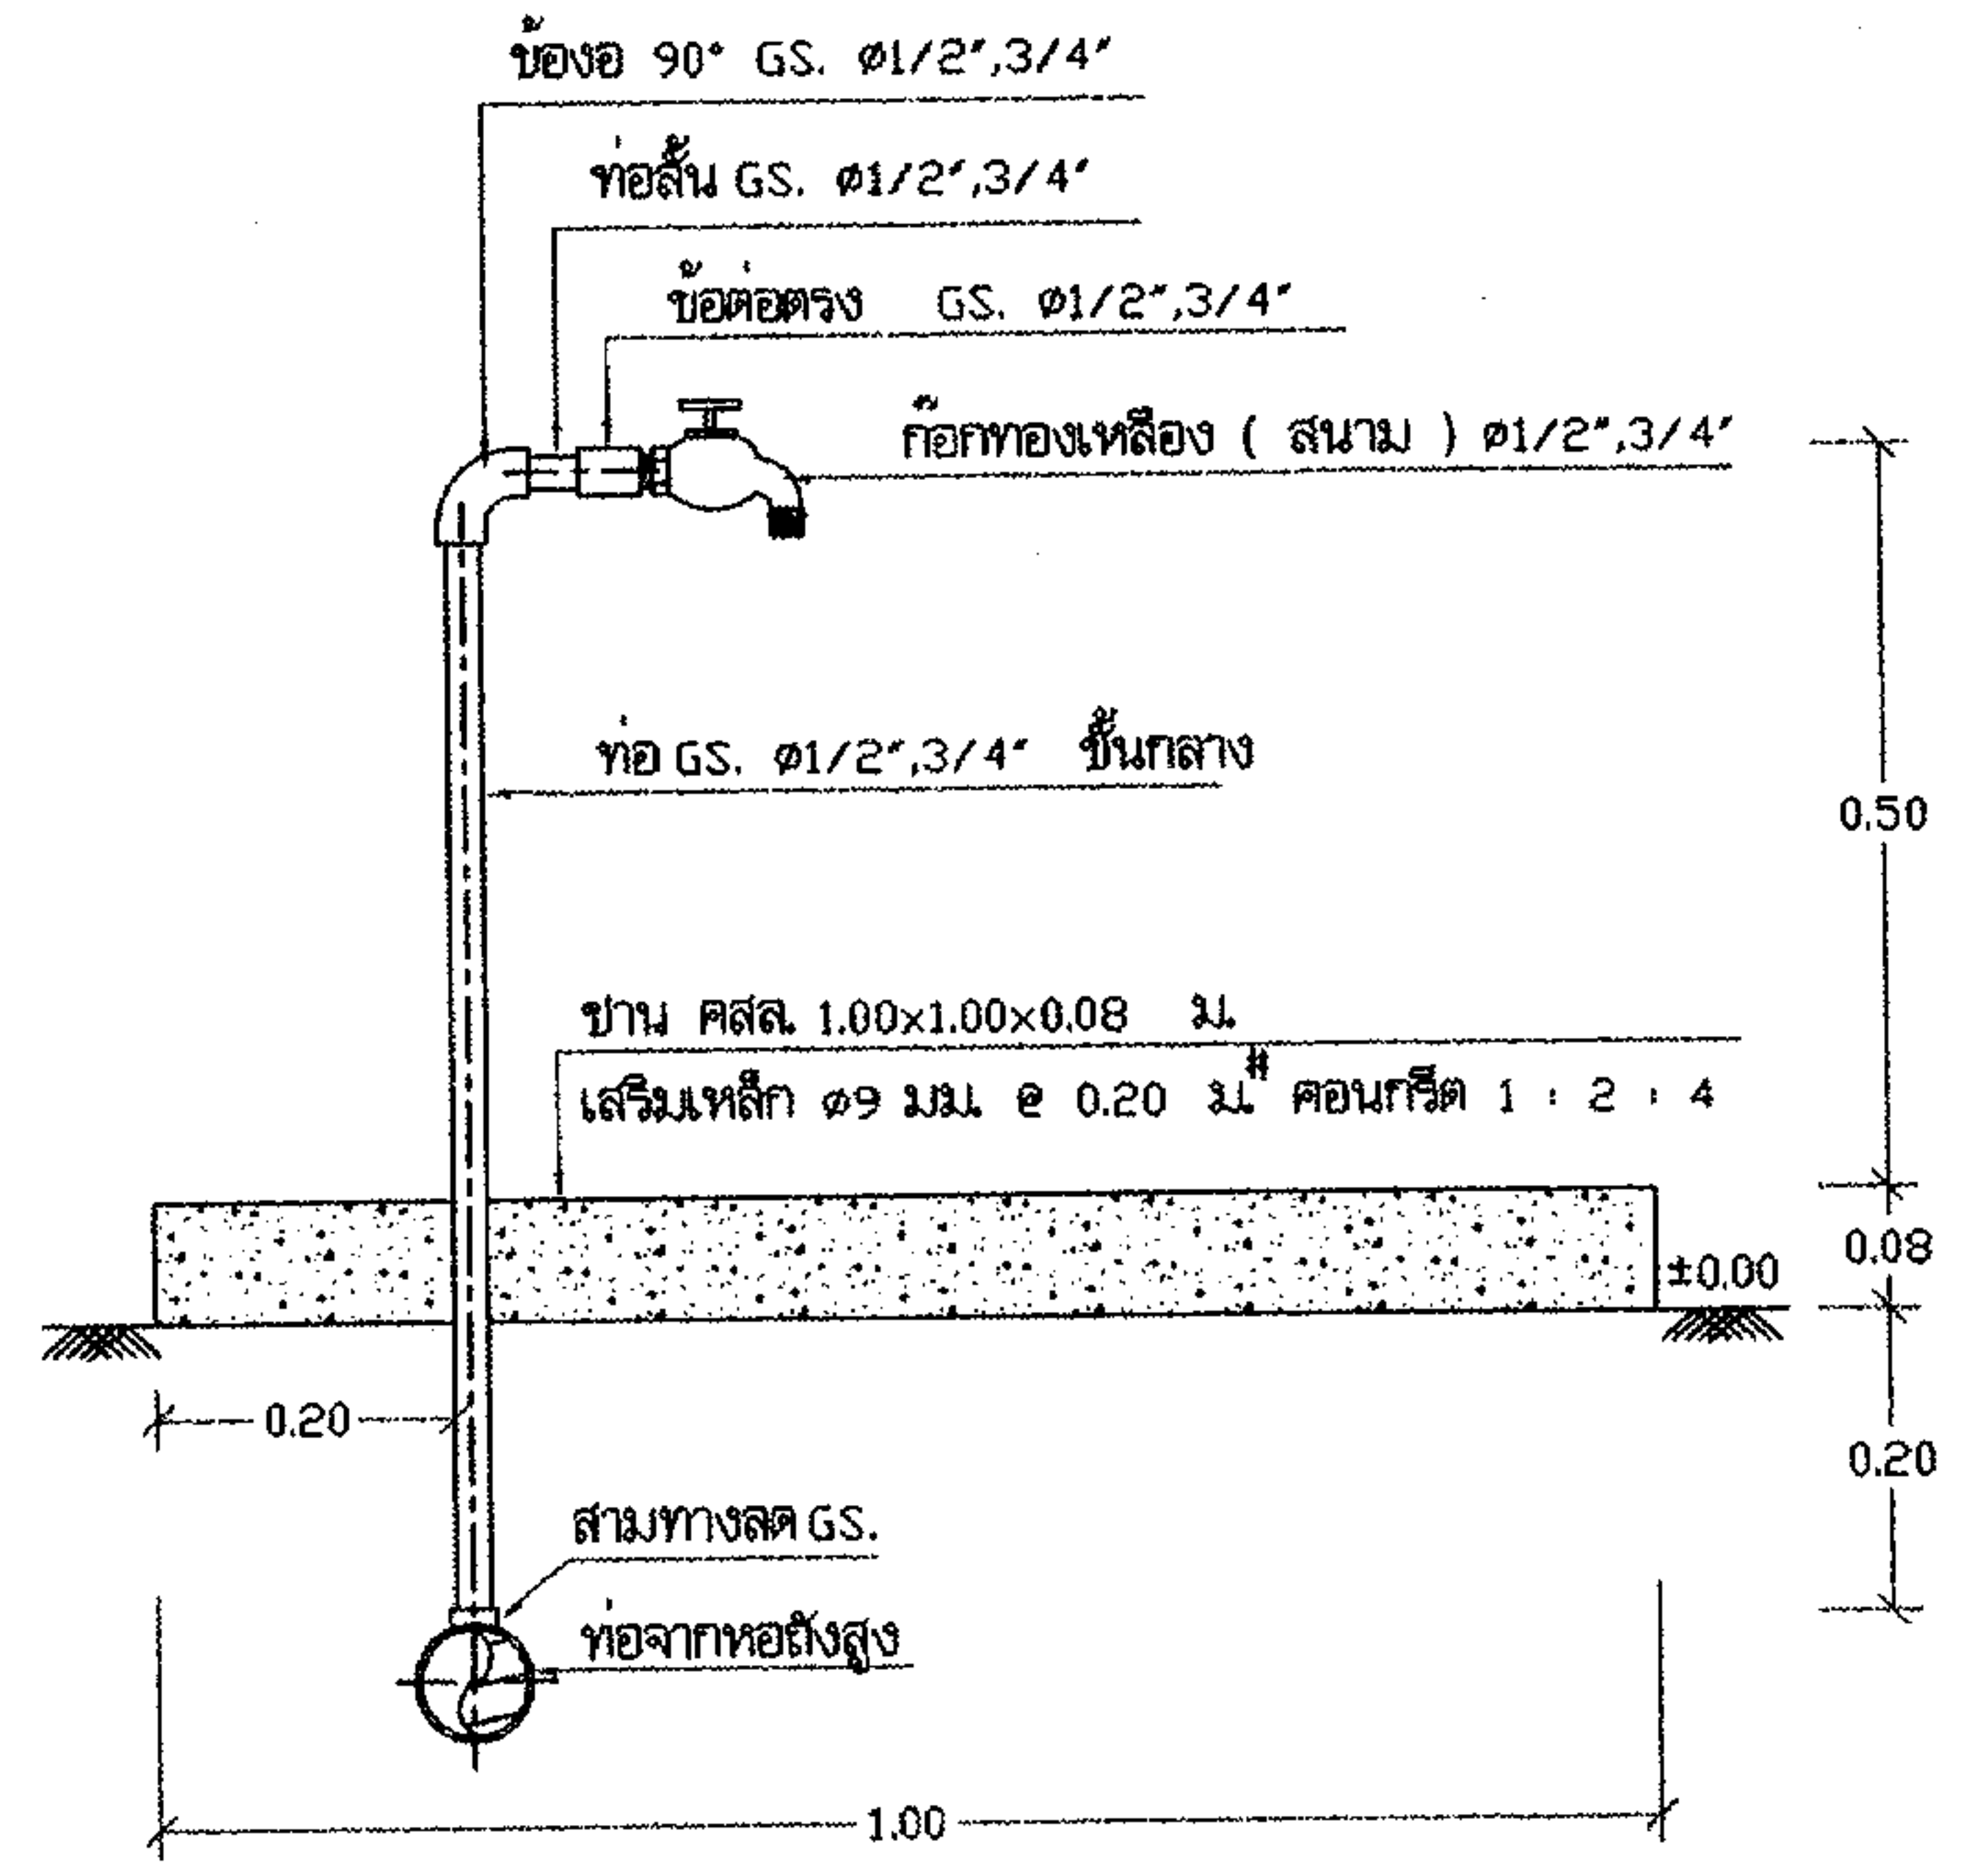 ข้องอ 90° GS. ø1/2",3/4"
ท่อสั้น GS. ø1/2",3/4"
ข้อต่อตรง GS. ø1/2",3/4"
ก๊อกทองเหลือง ( สนาม ) ø1/2",3/4"
ท่อ GS. ø1/2",3/4" ชั้นกลาง
0.50
ชาน คสล. 1.00x1.00x0.08 ม.
เสริมเหล็ก ø9 มม. @ 0.20 ม.# คอนกรีต 1 : 2 : 4
0.08
±0.00
0.20
0.20
สามทางลด GS.
ท่อจากหอถังสูง
1.00